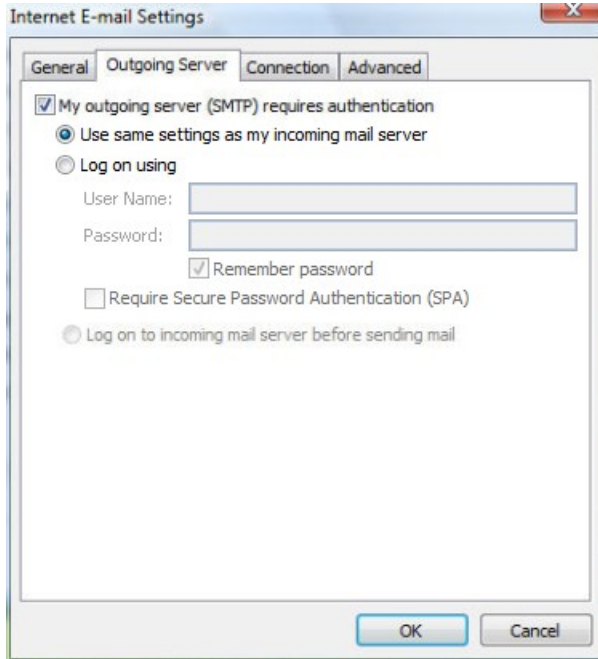 Internet E-mail Settings
X
General Outgoing Server Connection Advanced
My outgoing server (SMTP) requires authentication
Use same settings as my incoming mail server
Log on using
User Name:
Password:
Remember password
Require Secure Password Authentication (SPA)
Log on to incoming mail server before sending mail
OK Cancel